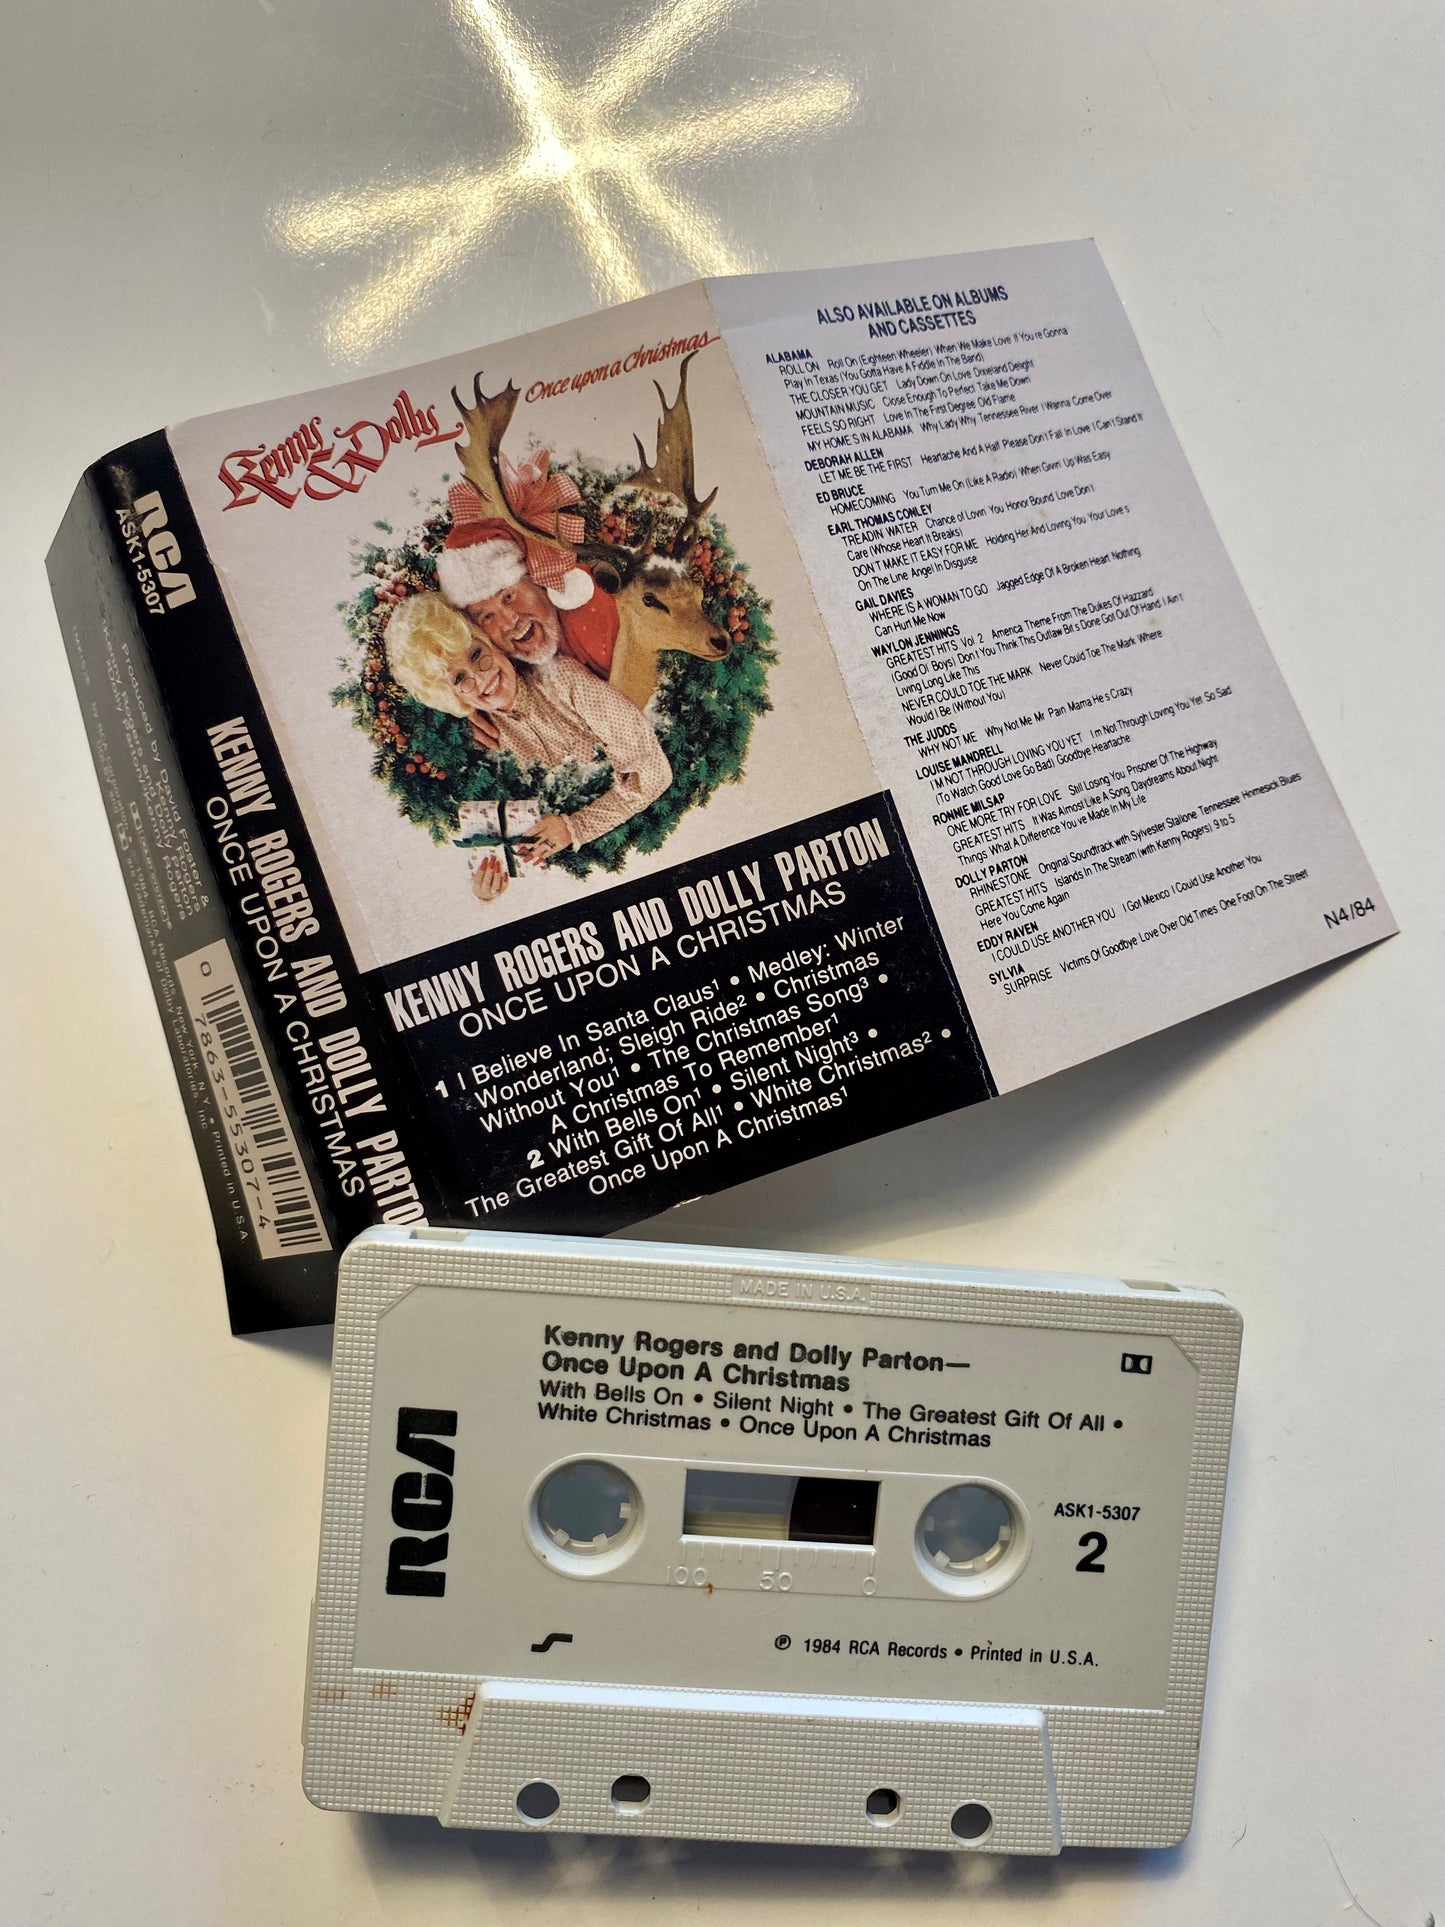 Kenny
& Dolly
Once upon a Christmas
RCA
ASK1-5307
KENNY ROGERS AND DOLLY PARTON
ONCE UPON A CHRISTMAS
Produced by David Foster &
Kenny Rogers
0 7863-55307-4
Printed in U.S.A.
KENNY ROGERS AND DOLLY PARTON
ONCE UPON A CHRISTMAS
1 I Believe In Santa Claus¹ • Medley: Winter
Wonderland; Sleigh Ride² • Christmas
Without You¹ • The Christmas Song³ •
A Christmas To Remember¹
2 With Bells On¹ • Silent Night³ •
The Greatest Gift Of All¹ • White Christmas² •
Once Upon A Christmas¹
ALSO AVAILABLE ON ALBUMS
AND CASSETTES
ALABAMA
ROLL ON Roll On (Eighteen Wheeler) When We Make Love If You're Gonna
Play In Texas (You Gotta Have A Fiddle In The Band)
THE CLOSER YOU GET Lady Down On Love Dixieland Delight
MOUNTAIN MUSIC Close Enough To Perfect Take Me Down
FEELS SO RIGHT Love In The First Degree Old Flame
MY HOME'S IN ALABAMA Why Lady Why Tennessee River I Wanna Come Over
DEBORAH ALLEN
LET ME BE THE FIRST Heartache And A Half Please Don't Fall In Love I Can't Stand It
ED BRUCE
HOMECOMING You Turn Me On (Like A Radio) When Givin' Up Was Easy
EARL THOMAS CONLEY
TREADIN' WATER Chance of Lovin' You Honor Bound Love Don't
Care (Whose Heart It Breaks)
DON'T MAKE IT EASY FOR ME Holding Her And Loving You Your Love's
On The Line Angel In Disguise
GAIL DAVIES
WHERE IS A WOMAN TO GO Jagged Edge Of A Broken Heart Nothing
Can Hurt Me Now
WAYLON JENNINGS
GREATEST HITS Vol 2 America Theme From The Dukes Of Hazzard
(Good Ol' Boys) Don't You Think This Outlaw Bit's Done Got Out Of Hand I Ain't
Living Long Like This
NEVER COULD TOE THE MARK Never Could Toe The Mark Where
Would I Be (Without You)
THE JUDDS
WHY NOT ME Why Not Me Mr. Pain Mama He's Crazy
LOUISE MANDRELL
I'M NOT THROUGH LOVING YOU YET I'm Not Through Loving You Yet So Sad
(To Watch Good Love Go Bad) Goodbye Heartache
RONNIE MILSAP
ONE MORE TRY FOR LOVE Still Losing You Prisoner Of The Highway
GREATEST HITS It Was Almost Like A Song Daydreams About Night
Things What A Difference You've Made In My Life
DOLLY PARTON
RHINESTONE Original Soundtrack with Sylvester Stallone Tennessee Homesick Blues
GREATEST HITS Islands In The Stream (with Kenny Rogers) 9 to 5
Here You Come Again
EDDY RAVEN
I COULD USE ANOTHER YOU I Got Mexico I Could Use Another You
SYLVIA
SURPRISE Victims Of Goodbye Love Over Old Times One Foot On The Street
N4/84
MADE IN U.S.A.
Kenny Rogers and Dolly Parton—
Once Upon A Christmas
With Bells On • Silent Night • The Greatest Gift Of All •
White Christmas • Once Upon A Christmas
RCA
ASK1-5307
2
100 50 0
℗ 1984 RCA Records • Printed in U.S.A.